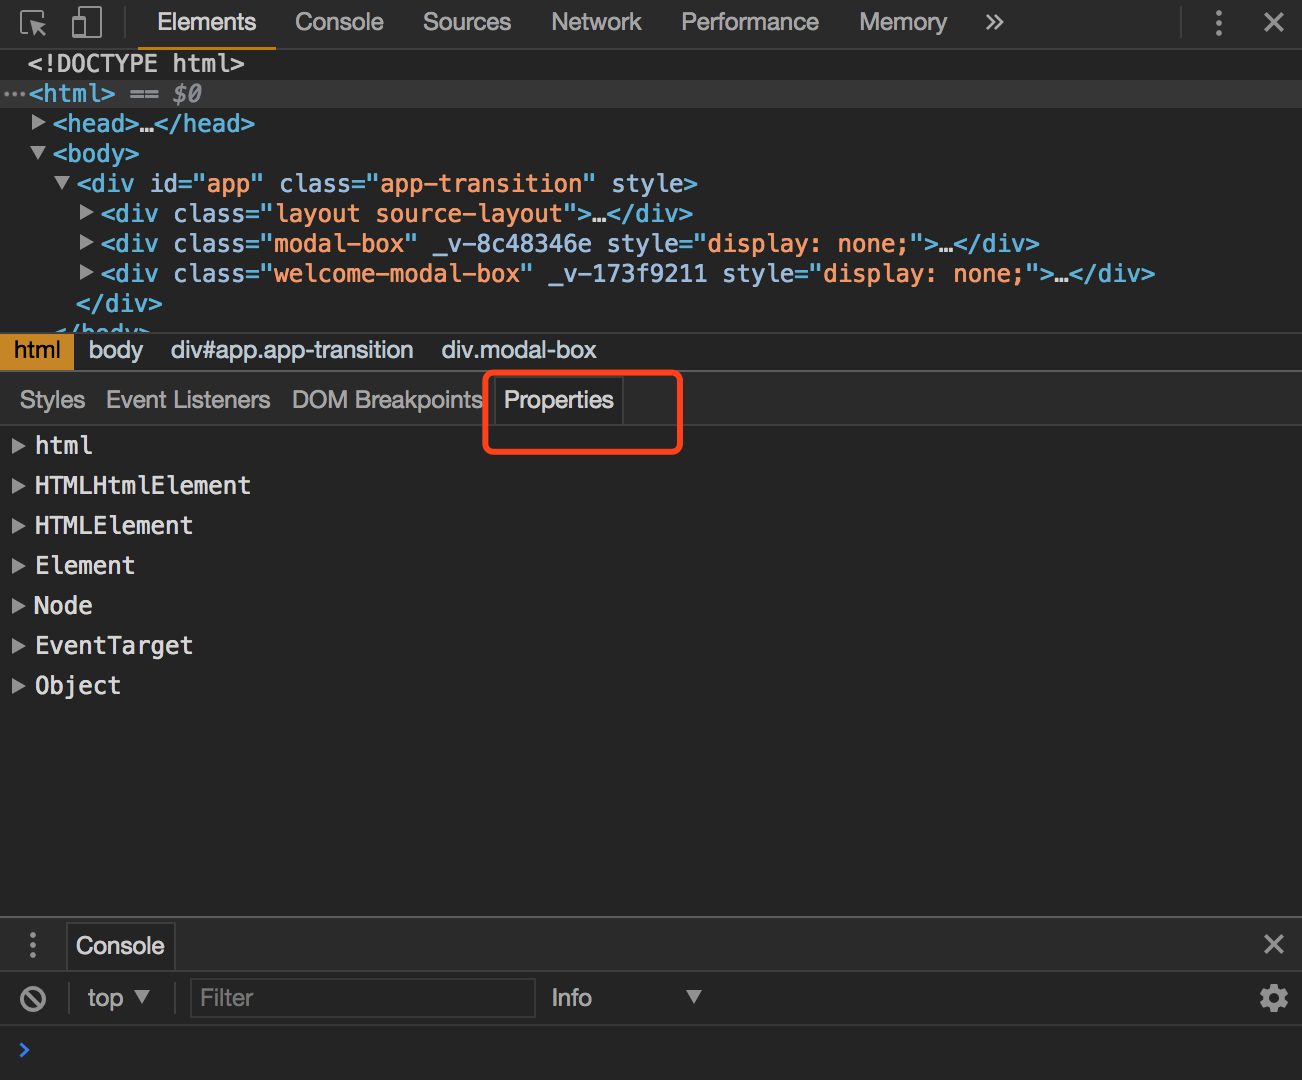 Elements Console Sources Network Performance Memory »
<!DOCTYPE html>
…<html> == $0
<head>…</head>
<body>
<div id="app" class="app-transition" style>
<div class="layout source-layout">…</div>
<div class="modal-box" _v-8c48346e style="display: none;">…</div>
<div class="welcome-modal-box" _v-173f9211 style="display: none;">…</div>
</div>
</body>
html body div#app.app-transition div.modal-box
Styles Event Listeners DOM Breakpoints Properties
html
HTMLHtmlElement
HTMLElement
Element
Node
EventTarget
Object
Console
top Filter Info